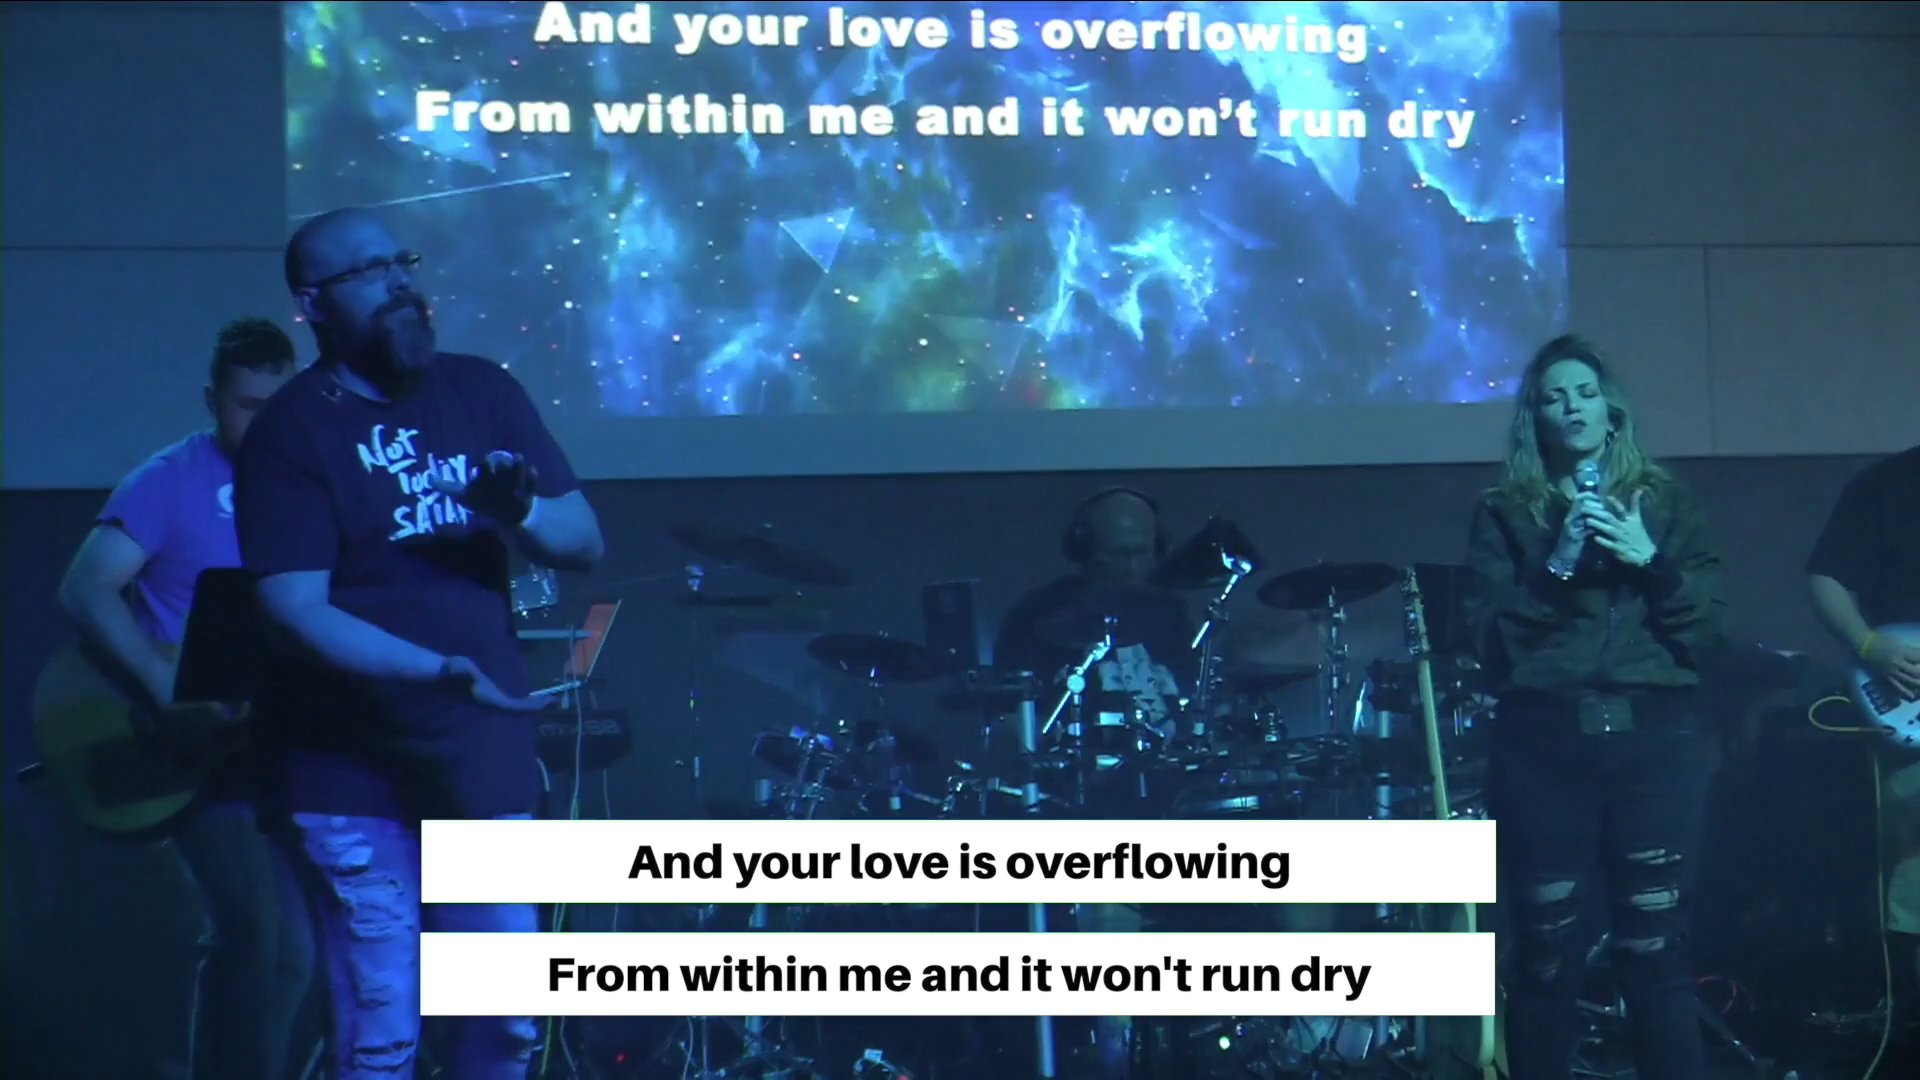 And your love is overflowing
From within me and it won’t run dry
Not
Today,
SATAN
And your love is overflowing
From within me and it won't run dry